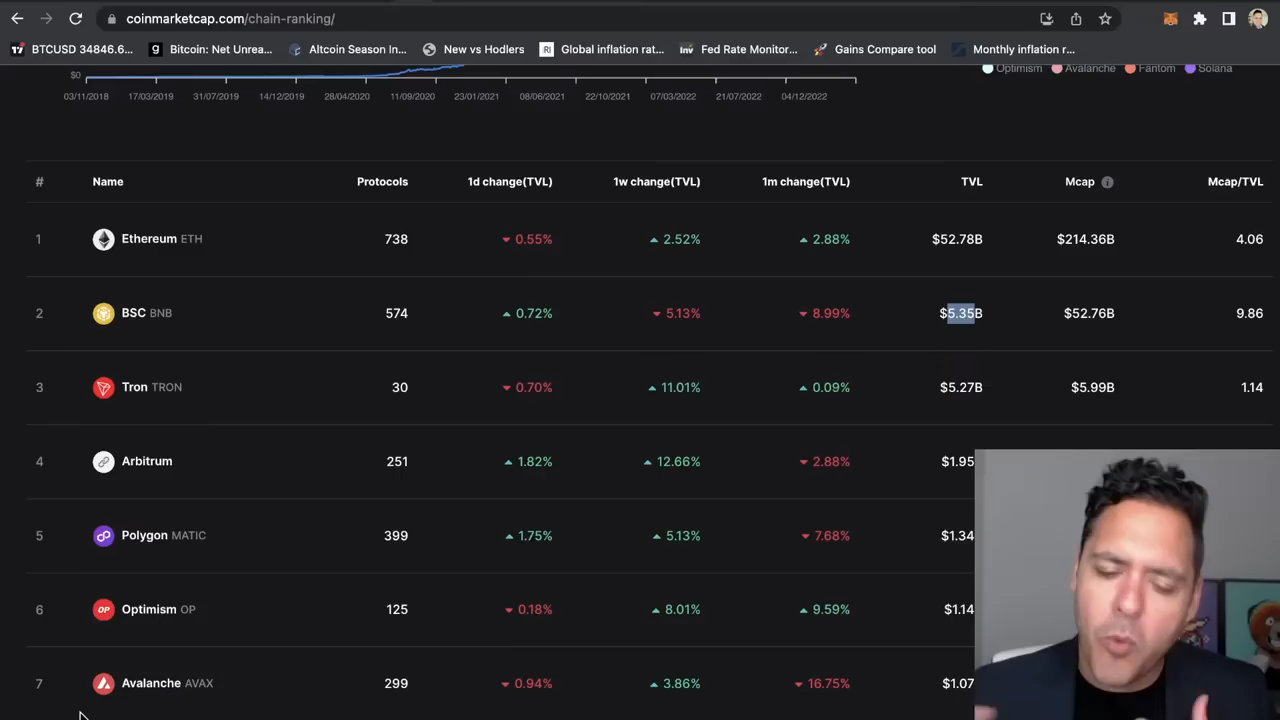 coinmarketcap.com/chain-ranking/
BTCUSD 34846.6... Bitcoin: Net Unrea... Altcoin Season In... New vs Hodlers Global inflation rat... Fed Rate Monitor... Gains Compare tool Monthly inflation r...
$0 Optimism Avalanche Fantom Solana
03/11/2018 17/03/2019 31/07/2019 14/12/2019 28/04/2020 11/09/2020 23/01/2021 08/06/2021 22/10/2021 07/03/2022 21/07/2022 04/12/2022
# Name Protocols 1d change(TVL) 1w change(TVL) 1m change(TVL) TVL Mcap Mcap/TVL
1 Ethereum ETH 738 0.55% 2.52% 2.88% $52.78B $214.36B 4.06
2 BSC BNB 574 0.72% 5.13% 8.99% $5.35B $52.76B 9.86
3 Tron TRON 30 0.70% 11.01% 0.09% $5.27B $5.99B 1.14
4 Arbitrum 251 1.82% 12.66% 2.88% $1.95
5 Polygon MATIC 399 1.75% 5.13% 7.68% $1.34
6 OP Optimism OP 125 0.18% 8.01% 9.59% $1.14
7 Avalanche AVAX 299 0.94% 3.86% 16.75% $1.07